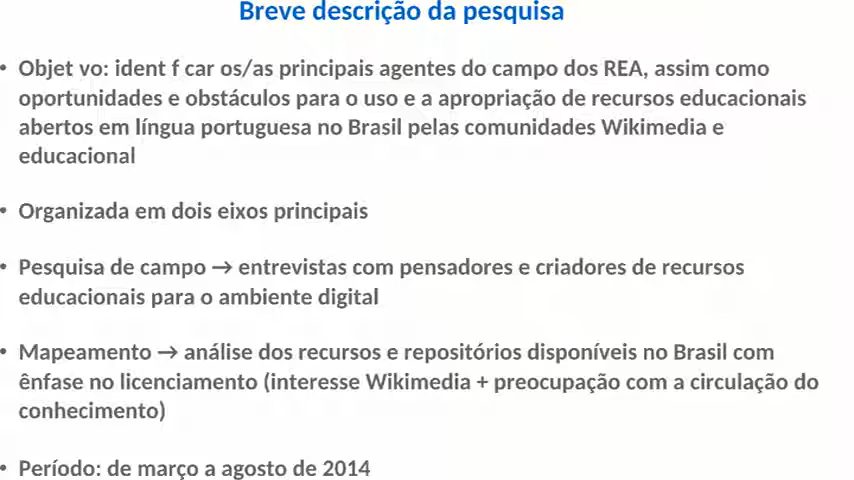 Breve descrição da pesquisa
• Objet vo: ident f car os/as principais agentes do campo dos REA, assim como
oportunidades e obstáculos para o uso e a apropriação de recursos educacionais
abertos em língua portuguesa no Brasil pelas comunidades Wikimedia e
educacional
• Organizada em dois eixos principais
• Pesquisa de campo → entrevistas com pensadores e criadores de recursos
educacionais para o ambiente digital
• Mapeamento → análise dos recursos e repositórios disponíveis no Brasil com
ênfase no licenciamento (interesse Wikimedia + preocupação com a circulação do
conhecimento)
• Período: de março a agosto de 2014